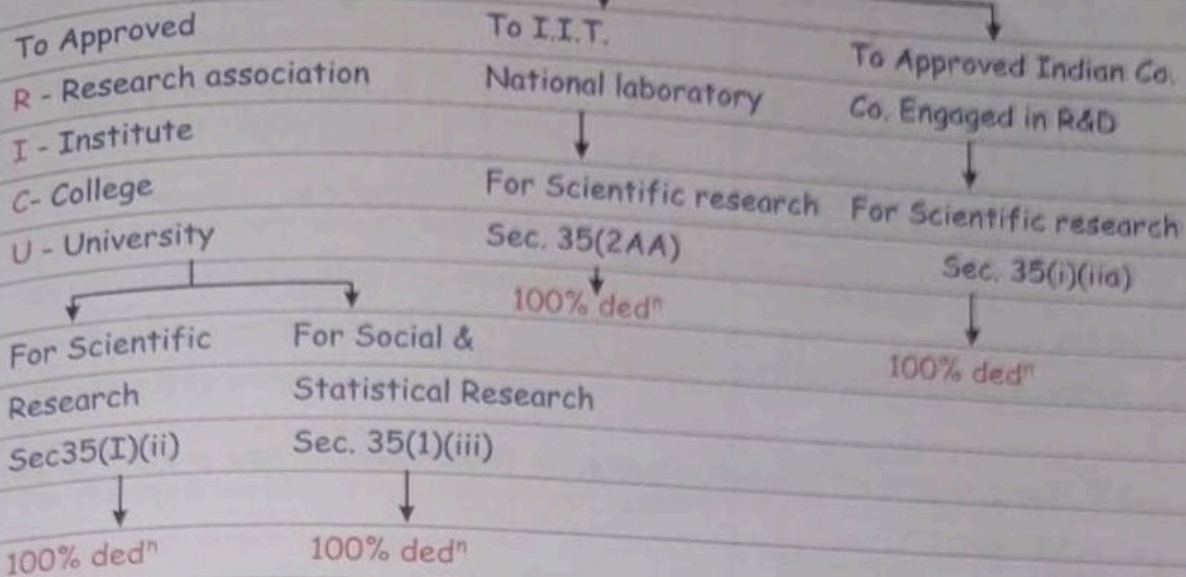 To Approved
R - Research association
I - Institute
C- College
U - University
For Scientific
Research
Sec35(I)(ii)
100% dedⁿ
For Social &
Statistical Research
Sec. 35(1)(iii)
100% dedⁿ
To I.I.T.
National laboratory
For Scientific research
Sec. 35(2AA)
100% dedⁿ
To Approved Indian Co.
Co. Engaged in R&D
For Scientific research
Sec. 35(i)(iia)
100% dedⁿ